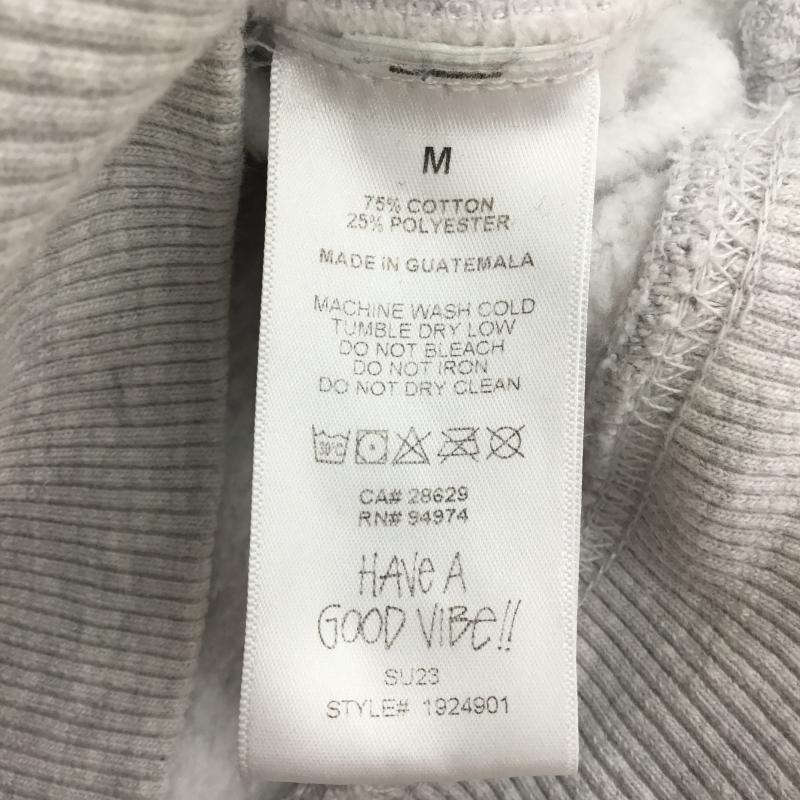 M
75% COTTON
25% POLYESTER
MADE IN GUATEMALA
MACHINE WASH COLD
TUMBLE DRY LOW
DO NOT BLEACH
DO NOT IRON
DO NOT DRY CLEAN
30°C
CA# 28629
RN# 94974
HAVe A
GOOD ViBe!!
SU23
STYLE# 1924901